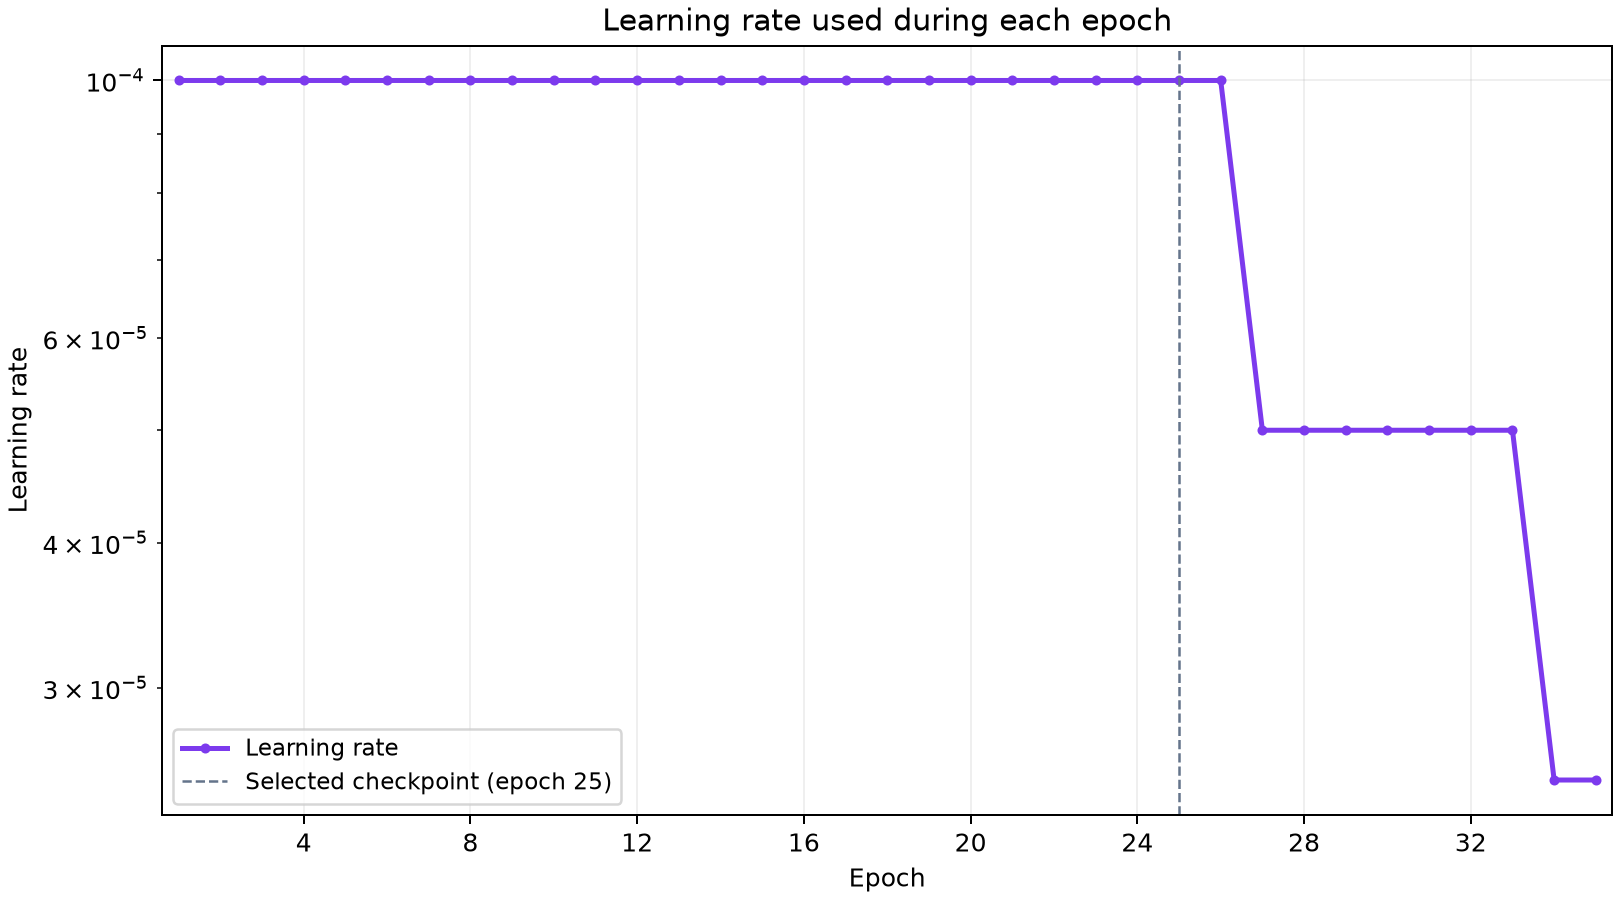 Learning rate used during each epoch
10⁻⁴
6 × 10⁻⁵
4 × 10⁻⁵
3 × 10⁻⁵
Learning rate
Learning rate
Selected checkpoint (epoch 25)
4 8 12 16 20 24 28 32
Epoch